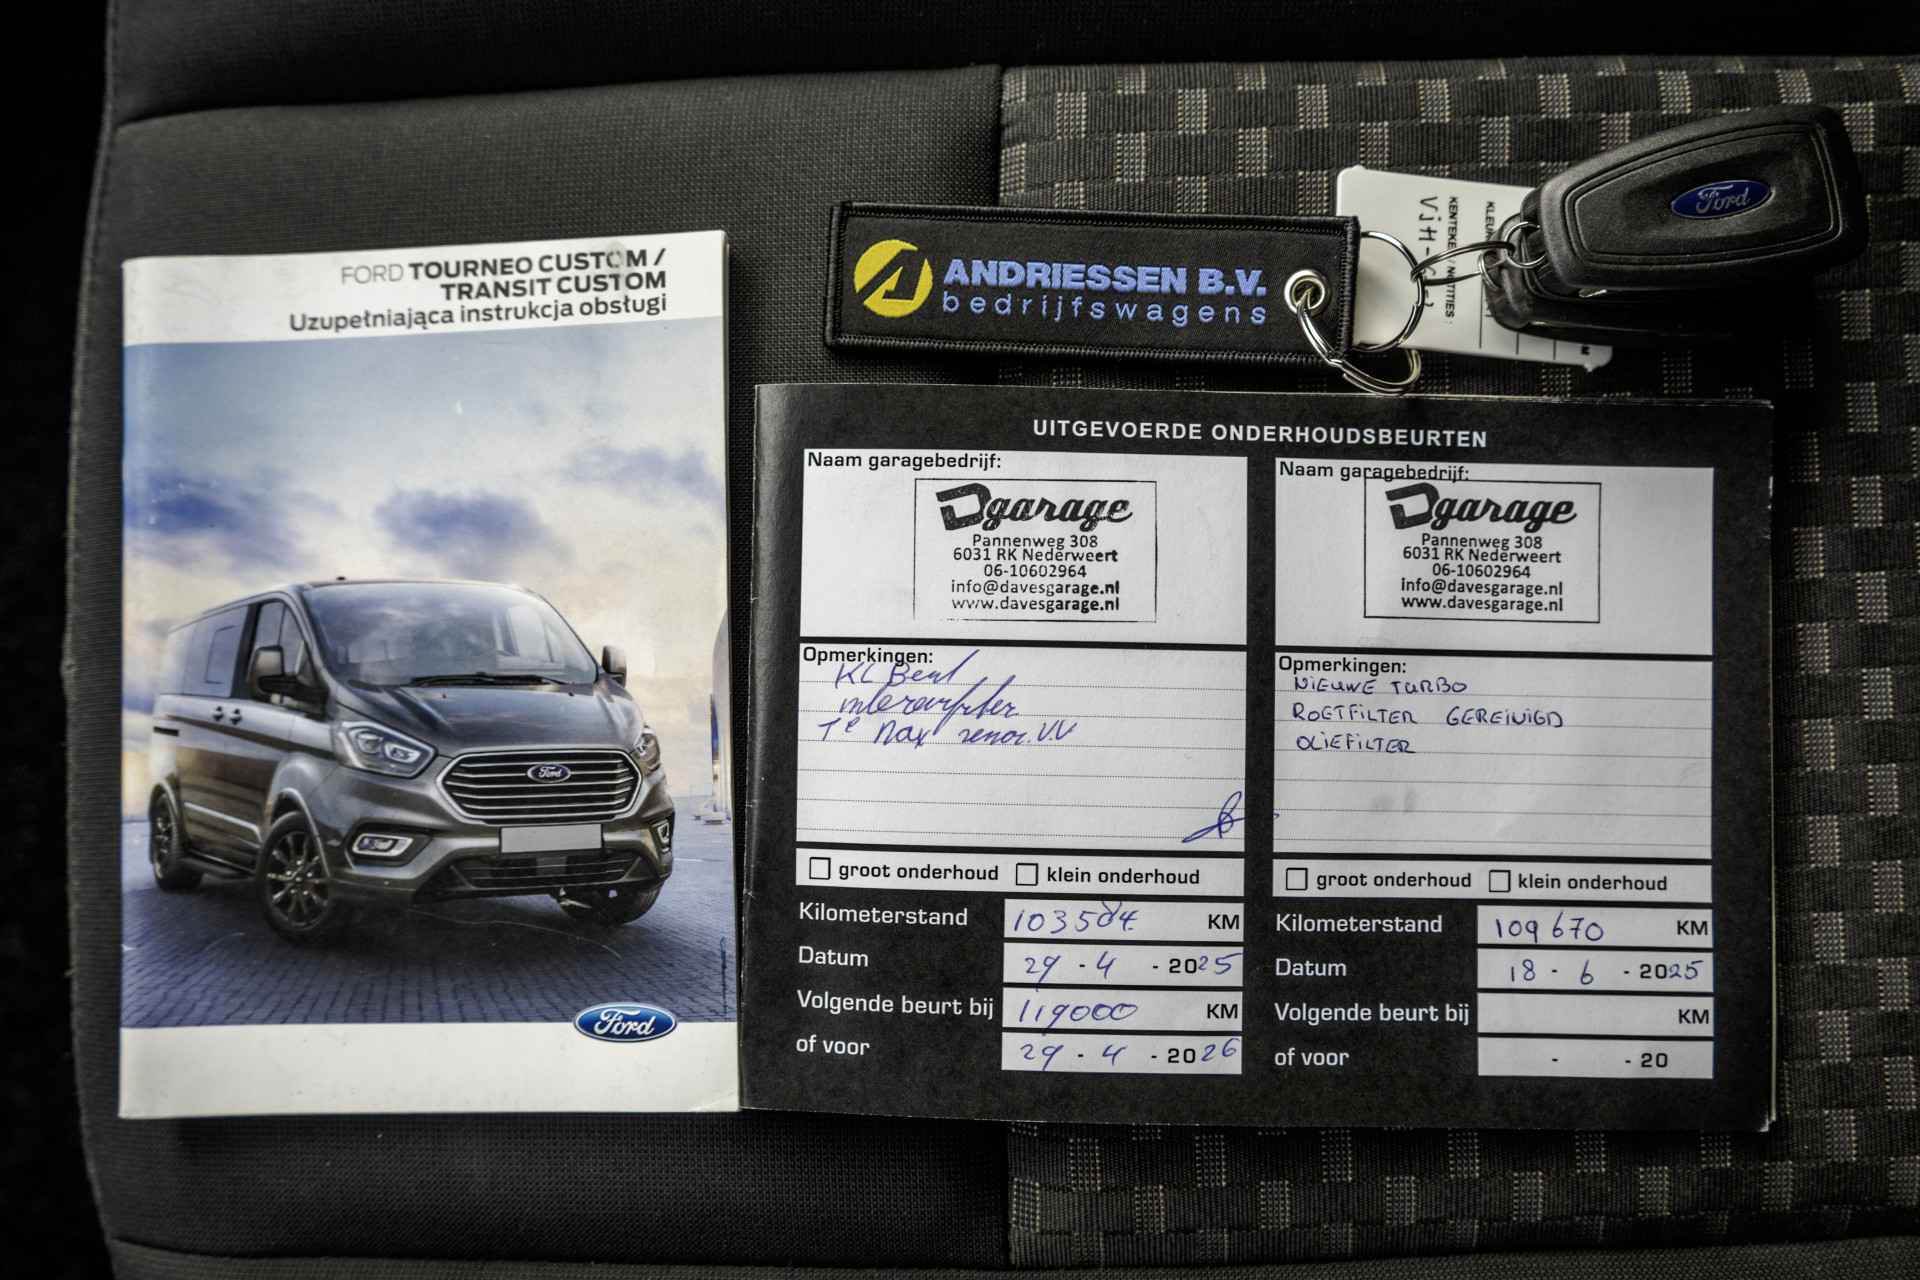 FORD TOURNEO CUSTOM /
TRANSIT CUSTOM
Uzupełniająca instrukcja obsługi
Ford
Ford
ANDRIESSEN B.V.
bedrijfswagens
Ford
UITGEVOERDE ONDERHOUDSBEURTEN
Naam garagebedrijf:
Dgarage
Pannenweg 308
6031 RK Nederweert
06-10602964
info@davesgarage.nl
www.davesgarage.nl
Opmerkingen:
KL Beurt
interieurfilter
Naam garagebedrijf:
Dgarage
Pannenweg 308
6031 RK Nederweert
06-10602964
info@davesgarage.nl
www.davesgarage.nl
Opmerkingen:
NIEUWE TURBO
ROETFILTER GEREINIGD
OLIEFILTER
groot onderhoud klein onderhoud
Kilometerstand 103504 KM
Datum 29 - 4 - 2025
Volgende beurt bij 119000 KM
of voor 29 - 4 - 2026
groot onderhoud klein onderhoud
Kilometerstand 109670 KM
Datum 18 - 6 - 2025
Volgende beurt bij KM
of voor - - 20